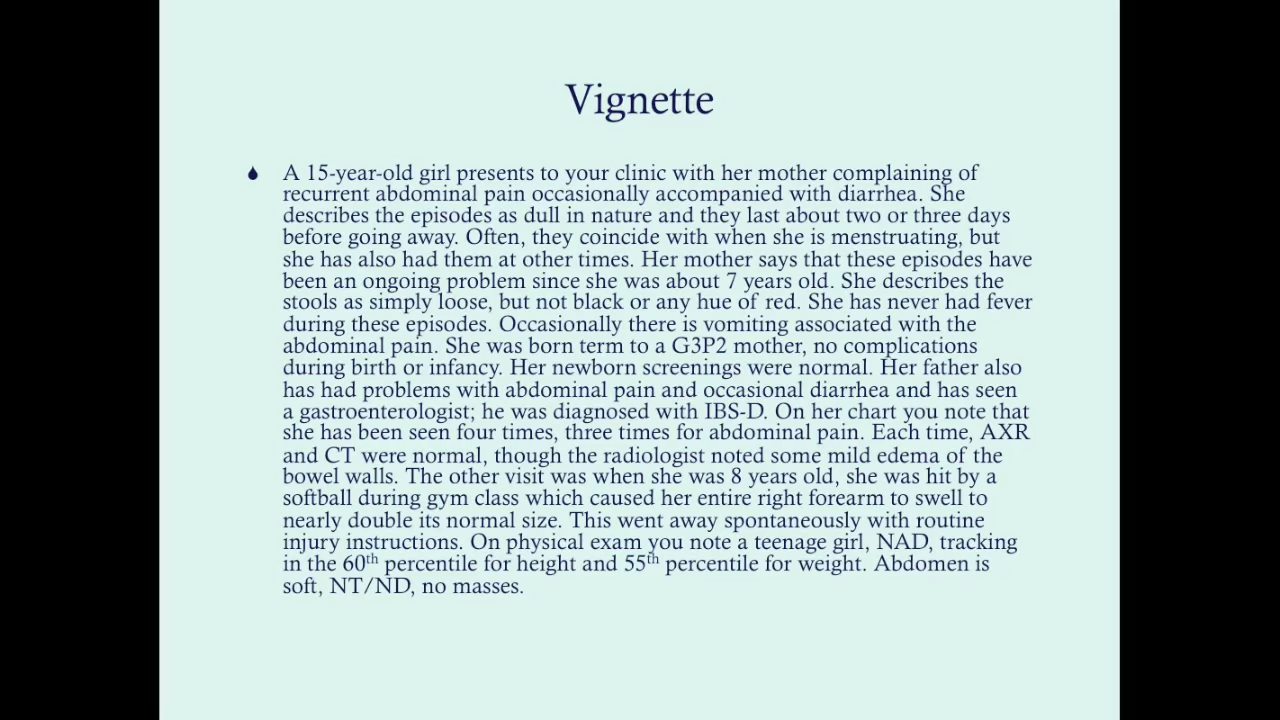 Vignette
A 15-year-old girl presents to your clinic with her mother complaining of
recurrent abdominal pain occasionally accompanied with diarrhea. She
describes the episodes as dull in nature and they last about two or three days
before going away. Often, they coincide with when she is menstruating, but
she has also had them at other times. Her mother says that these episodes have
been an ongoing problem since she was about 7 years old. She describes the
stools as simply loose, but not black or any hue of red. She has never had fever
during these episodes. Occasionally there is vomiting associated with the
abdominal pain. She was born term to a G3P2 mother, no complications
during birth or infancy. Her newborn screenings were normal. Her father also
has had problems with abdominal pain and occasional diarrhea and has seen
a gastroenterologist; he was diagnosed with IBS-D. On her chart you note that
she has been seen four times, three times for abdominal pain. Each time, AXR
and CT were normal, though the radiologist noted some mild edema of the
bowel walls. The other visit was when she was 8 years old, she was hit by a
softball during gym class which caused her entire right forearm to swell to
nearly double its normal size. This went away spontaneously with routine
injury instructions. On physical exam you note a teenage girl, NAD, tracking
in the 60th percentile for height and 55th percentile for weight. Abdomen is
soft, NT/ND, no masses.